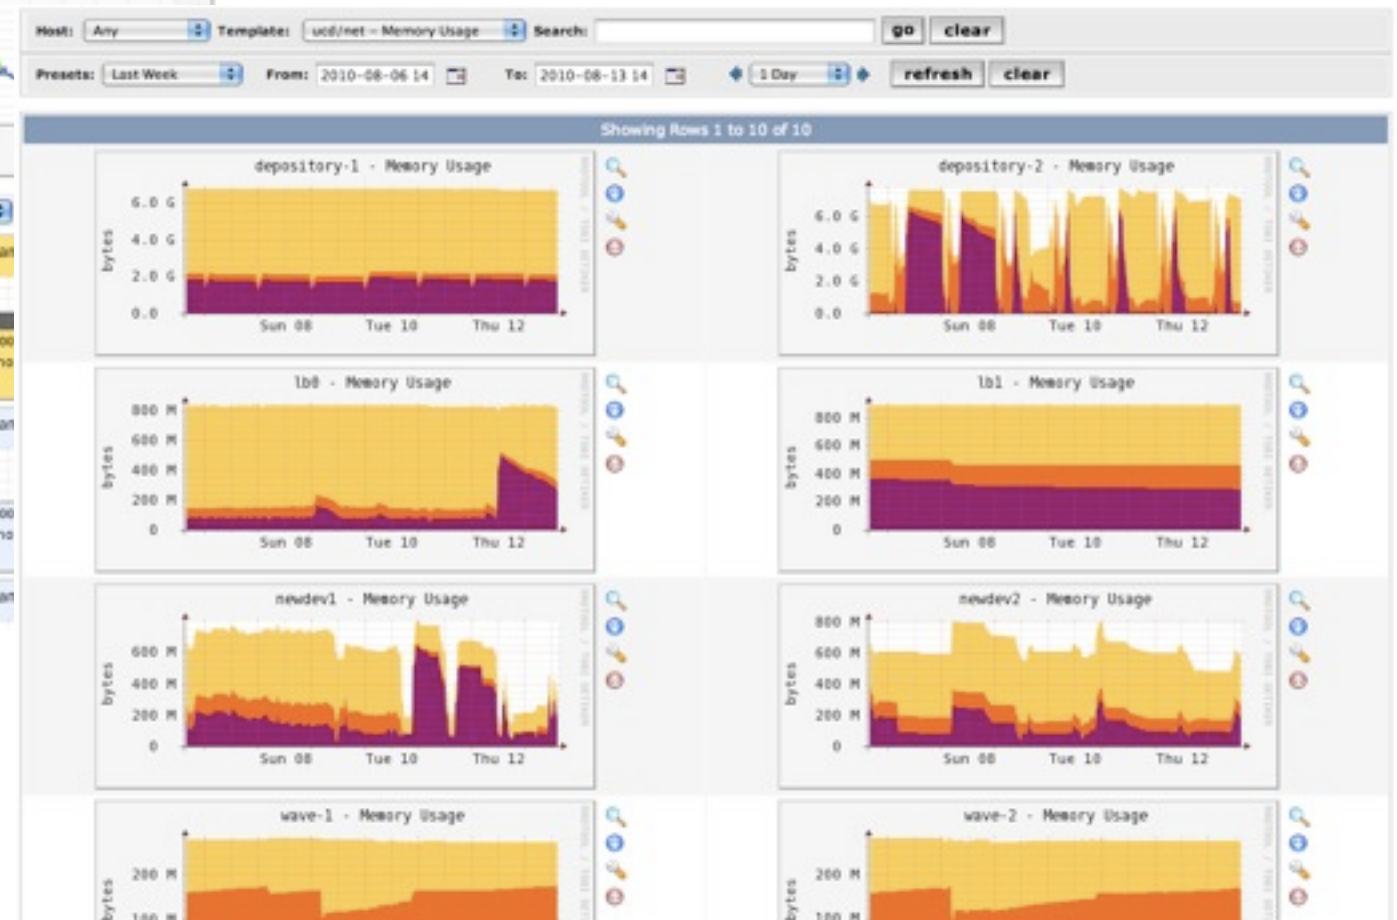 Host: Any Template: ucd/net - Memory Usage Search: go clear
Presets: Last Week From: 2010-08-06 14 To: 2010-08-13 14 1 Day refresh clear
Showing Rows 1 to 10 of 10
depository-1 - Memory Usage
6.0 G
4.0 G
2.0 G
0.0
bytes
Sun 08 Tue 10 Thu 12
depository-2 - Memory Usage
6.0 G
4.0 G
2.0 G
0.0
bytes
Sun 08 Tue 10 Thu 12
lb0 - Memory Usage
800 M
600 M
400 M
200 M
0
bytes
Sun 08 Tue 10 Thu 12
lb1 - Memory Usage
800 M
600 M
400 M
200 M
0
bytes
Sun 08 Tue 10 Thu 12
newdev1 - Memory Usage
600 M
400 M
200 M
0
bytes
Sun 08 Tue 10 Thu 12
newdev2 - Memory Usage
800 M
600 M
400 M
200 M
0
bytes
Sun 08 Tue 10 Thu 12
wave-1 - Memory Usage
200 M
100 M
bytes
wave-2 - Memory Usage
200 M
100 M
bytes